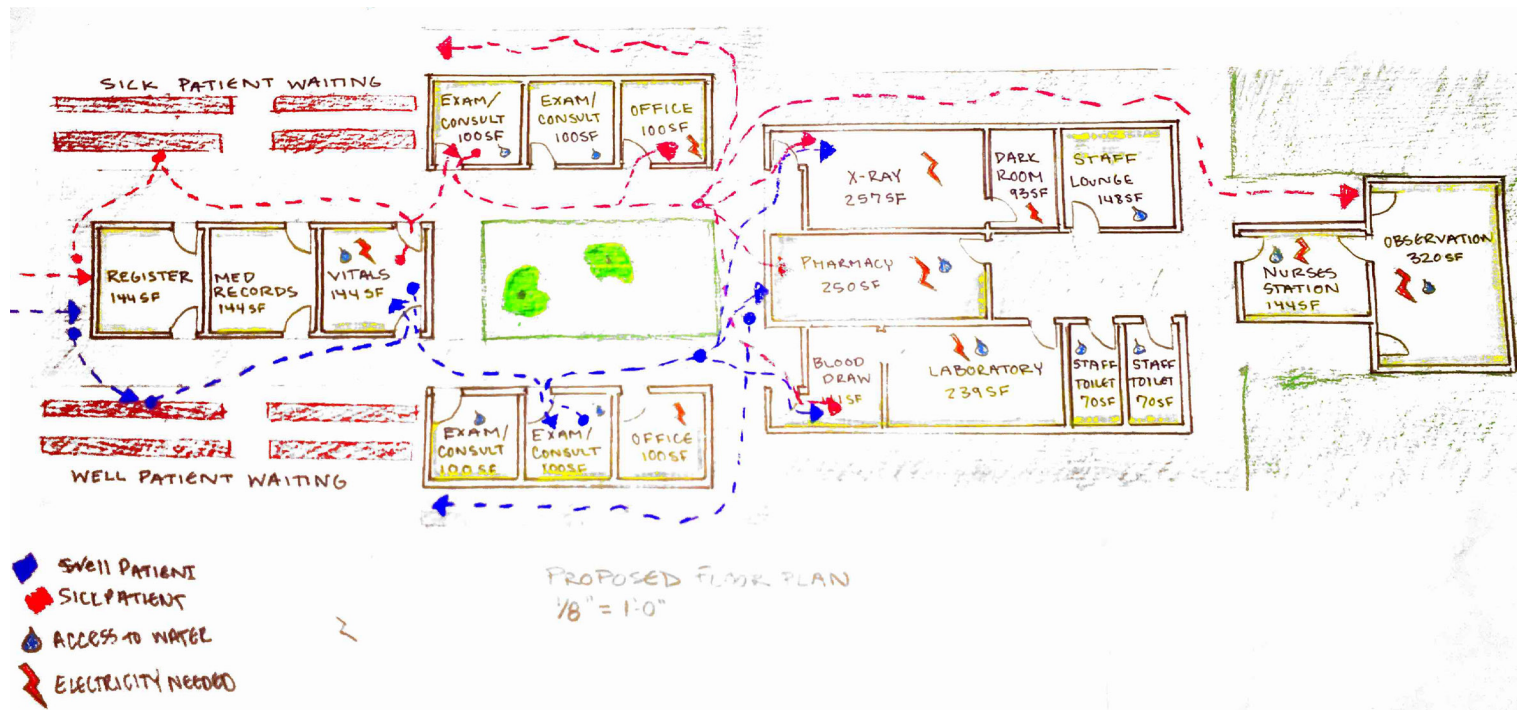 SICK PATIENT WAITING
EXAM/
CONSULT
100SF
EXAM/
CONSULT
100SF
OFFICE
100SF
X-RAY
257SF
DARK
ROOM
93SF
STAFF
LOUNGE
148SF
REGISTER
144SF
MED
RECORDS
144SF
VITALS
144SF
PHARMACY
250SF
NURSES
STATION
144SF
OBSERVATION
320SF
BLOOD
DRAW
LABORATORY
239SF
STAFF
TOILET
70SF
STAFF
TOILET
70SF
EXAM/
CONSULT
100SF
EXAM/
CONSULT
100SF
OFFICE
100SF
WELL PATIENT WAITING
PATIENT
SICK PATIENT
ACCESS TO WATER
ELECTRICITY NEEDED
PROPOSED FLOOR PLAN
1/8" = 1'-0"